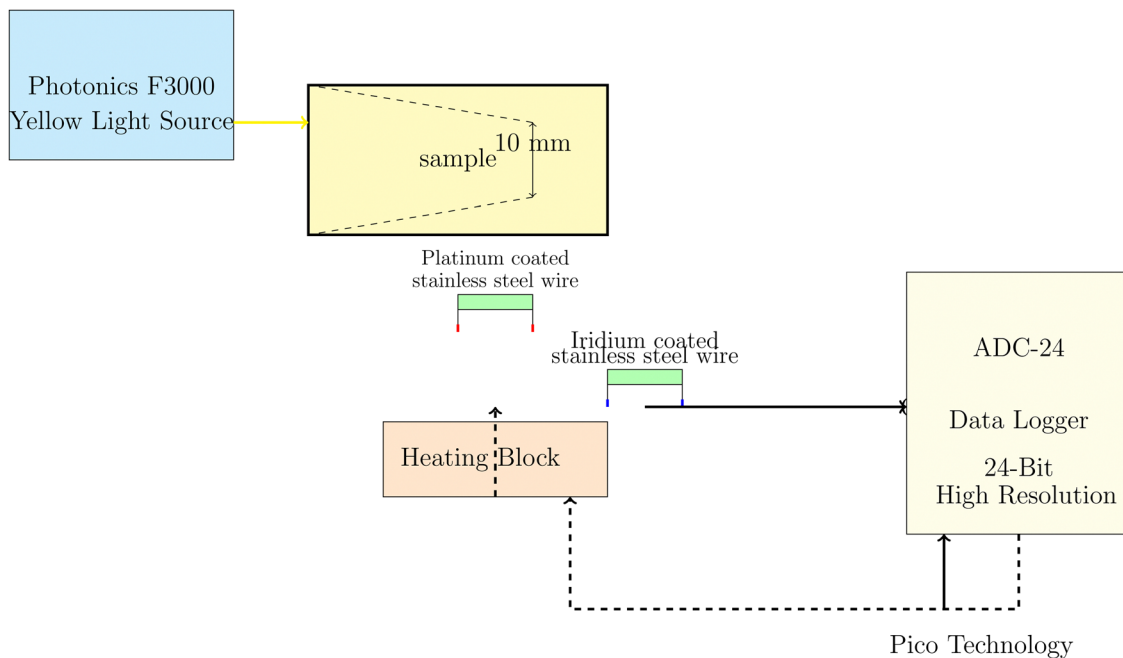 Photonics F3000
Yellow Light Source
10 mm
sample
Platinum coated
stainless steel wire
Iridium coated
stainless steel wire
ADC-24
Data Logger
24-Bit
High Resolution
Heating Block
Pico Technology